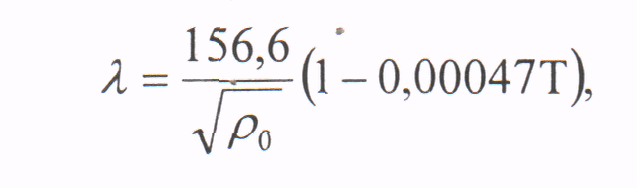 λ = 156,6/√ρ₀ (1 − 0,00047T),